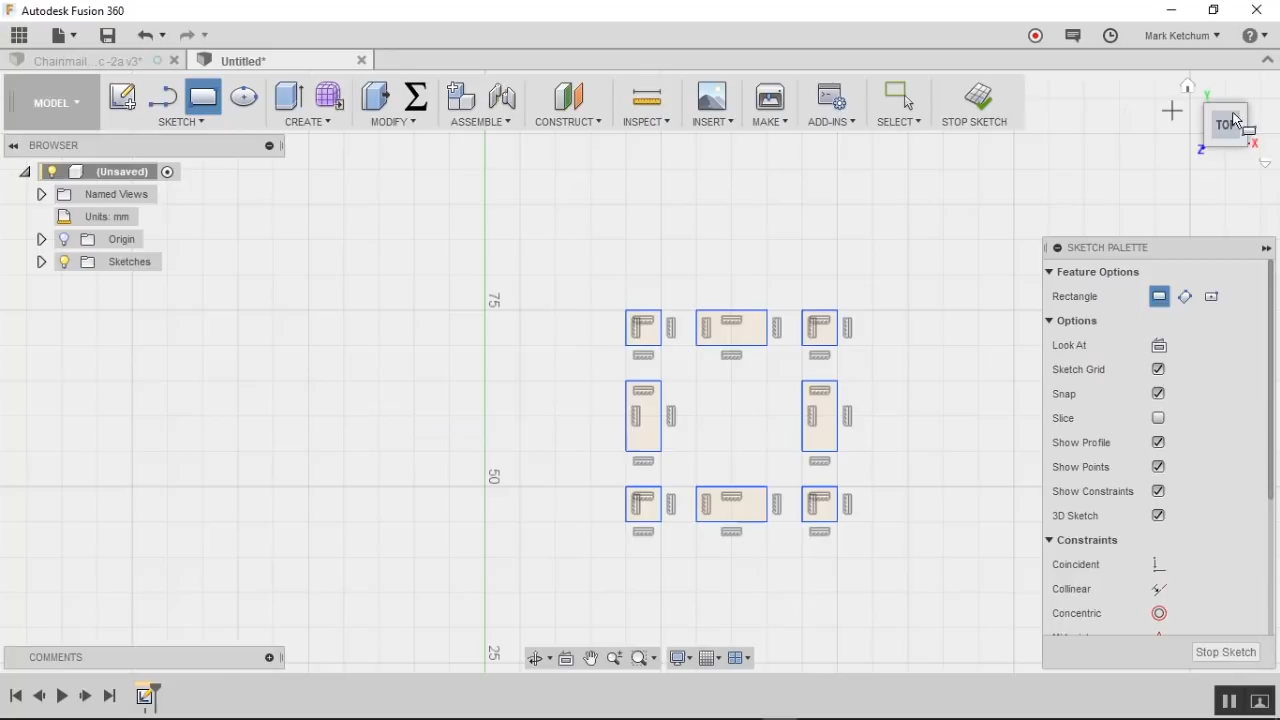 Autodesk Fusion 360
Mark Ketchum
Chainmail...c-2a v3*
Untitled*
MODEL
SKETCH
CREATE
MODIFY
ASSEMBLE
CONSTRUCT
INSPECT
INSERT
MAKE
ADD-INS
SELECT
STOP SKETCH
BROWSER
(Unsaved)
Named Views
Units: mm
Origin
Sketches
Y
TOP
X
Z
75
50
25
SKETCH PALETTE
Feature Options
Rectangle
Options
Look At
Sketch Grid
Snap
Slice
Show Profile
Show Points
Show Constraints
3D Sketch
Constraints
Coincident
Collinear
Concentric
Stop Sketch
COMMENTS